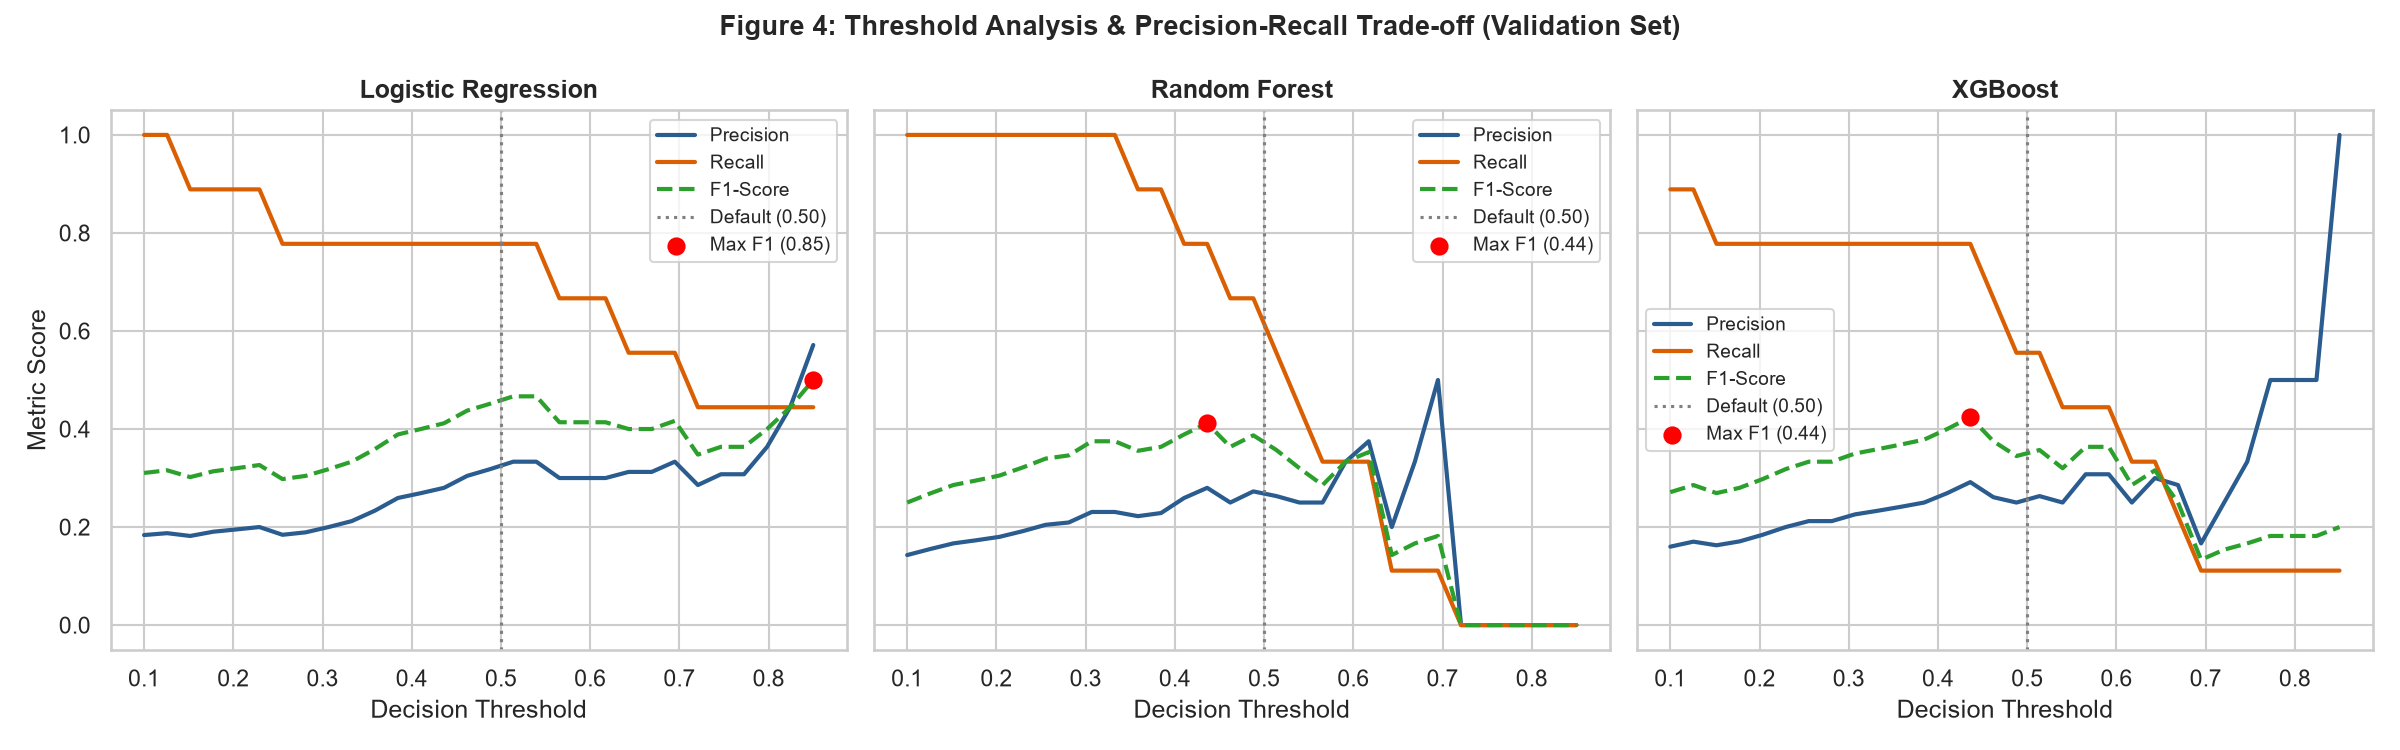 Figure 4: Threshold Analysis & Precision-Recall Trade-off (Validation Set)
Logistic Regression
Metric Score
1.0
0.8
0.6
0.4
0.2
0.0
Precision
Recall
F1-Score
Default (0.50)
Max F1 (0.85)
0.1 0.2 0.3 0.4 0.5 0.6 0.7 0.8
Decision Threshold
Random Forest
Precision
Recall
F1-Score
Default (0.50)
Max F1 (0.44)
0.1 0.2 0.3 0.4 0.5 0.6 0.7 0.8
Decision Threshold
XGBoost
Precision
Recall
F1-Score
Default (0.50)
Max F1 (0.44)
0.1 0.2 0.3 0.4 0.5 0.6 0.7 0.8
Decision Threshold